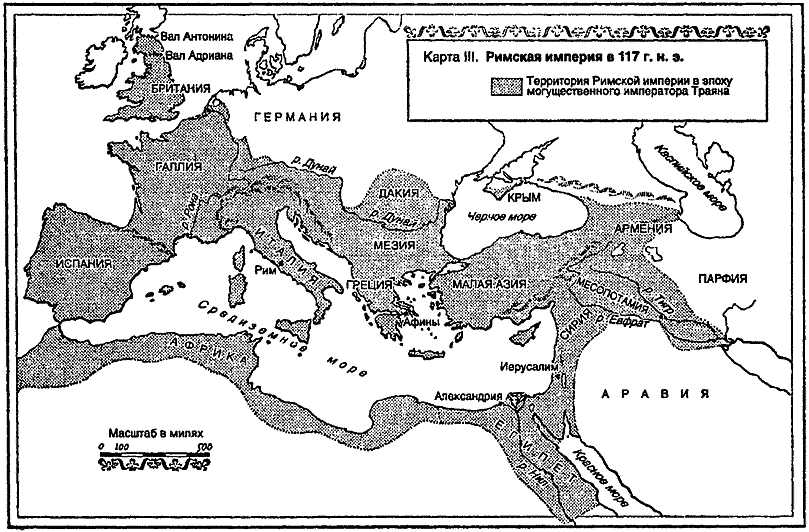 Карта III. Римская империя в 117 г. н. э.
Территория Римской империи в эпоху
могущественного императора Траяна
Вал Антонина
Вал Адриана
БРИТАНИЯ
ГЕРМАНИЯ
ГАЛЛИЯ
р. Дунай
ДАКИЯ
р. Дунай
КРЫМ
Каспийское море
Черное море
р. Рона
ИТАЛИЯ
МЕЗИЯ
АРМЕНИЯ
ИСПАНИЯ
Рим
ГРЕЦИЯ
МАЛАЯ АЗИЯ
ПАРФИЯ
МЕСОПОТАМИЯ
р. Тигр
Средиземное море
Афины
СИРИЯ
р. Евфрат
АФРИКА
Иерусалим
Александрия
АРАВИЯ
ЕГИПЕТ
р. Нил
Красное море
Масштаб в милях
0 100 500